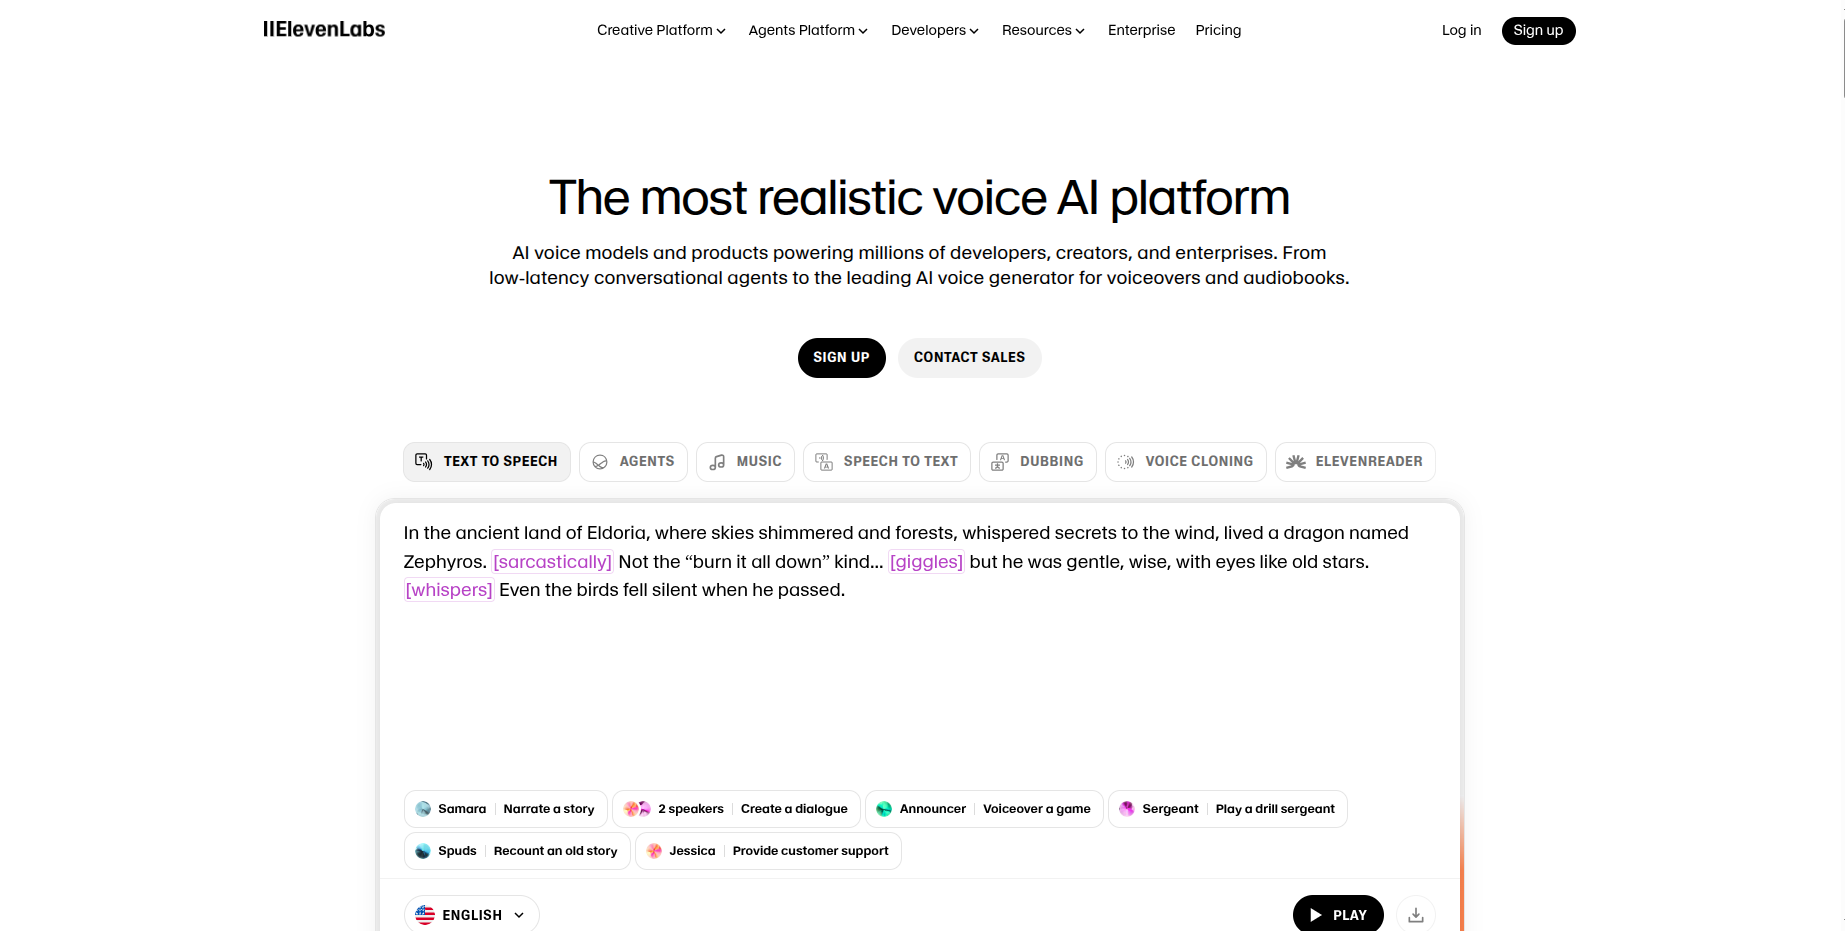 IIElevenLabs
Creative Platform
Agents Platform
Developers
Resources
Enterprise
Pricing
Log in
Sign up
The most realistic voice AI platform
AI voice models and products powering millions of developers, creators, and enterprises. From
low-latency conversational agents to the leading AI voice generator for voiceovers and audiobooks.
SIGN UP
CONTACT SALES
TEXT TO SPEECH
AGENTS
MUSIC
SPEECH TO TEXT
DUBBING
VOICE CLONING
ELEVENREADER
In the ancient land of Eldoria, where skies shimmered and forests, whispered secrets to the wind, lived a dragon named
Zephyros. [sarcastically] Not the “burn it all down” kind... [giggles] but he was gentle, wise, with eyes like old stars.
[whispers] Even the birds fell silent when he passed.
Samara | Narrate a story
2 speakers | Create a dialogue
Announcer | Voiceover a game
Sergeant | Play a drill sergeant
Spuds | Recount an old story
Jessica | Provide customer support
ENGLISH
PLAY